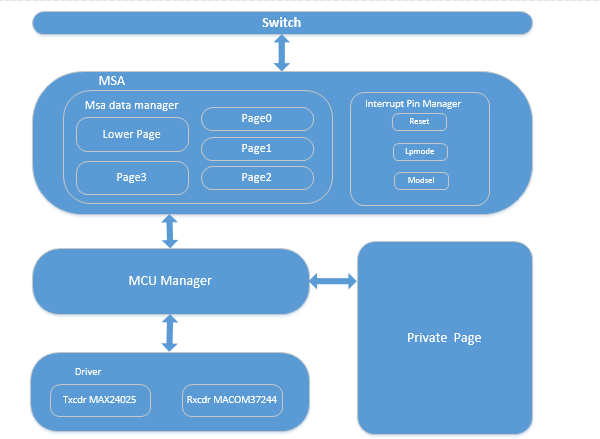 Switch
MSA
Msa data manager
Lower Page
Page3
Page0
Page1
Page2
Interrupt Pin Manager
Reset
Lpmode
Modsel
MCU Manager
Private Page
Driver
Txcdr MAX24025
Rxcdr MACOM37244